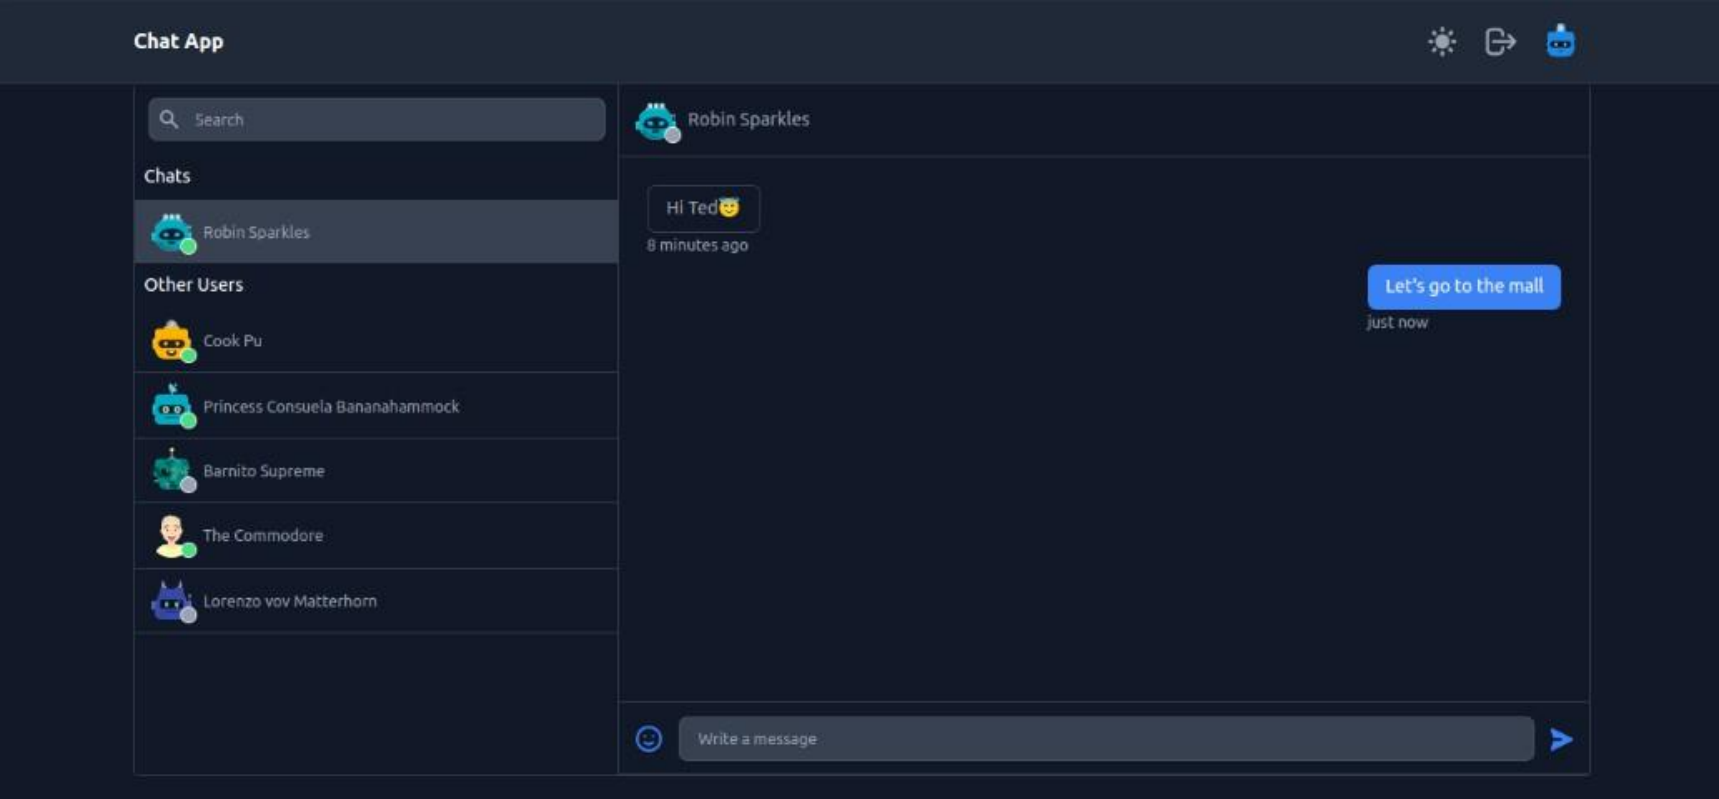 Chat App
Search
Chats
Robin Sparkles
Other Users
Cook Pu
Princess Consuela Bananahammock
Barnito Supreme
The Commodore
Lorenzo vov Matterhorn
Robin Sparkles
Hi Ted😇
8 minutes ago
Let's go to the mall
just now
Write a message